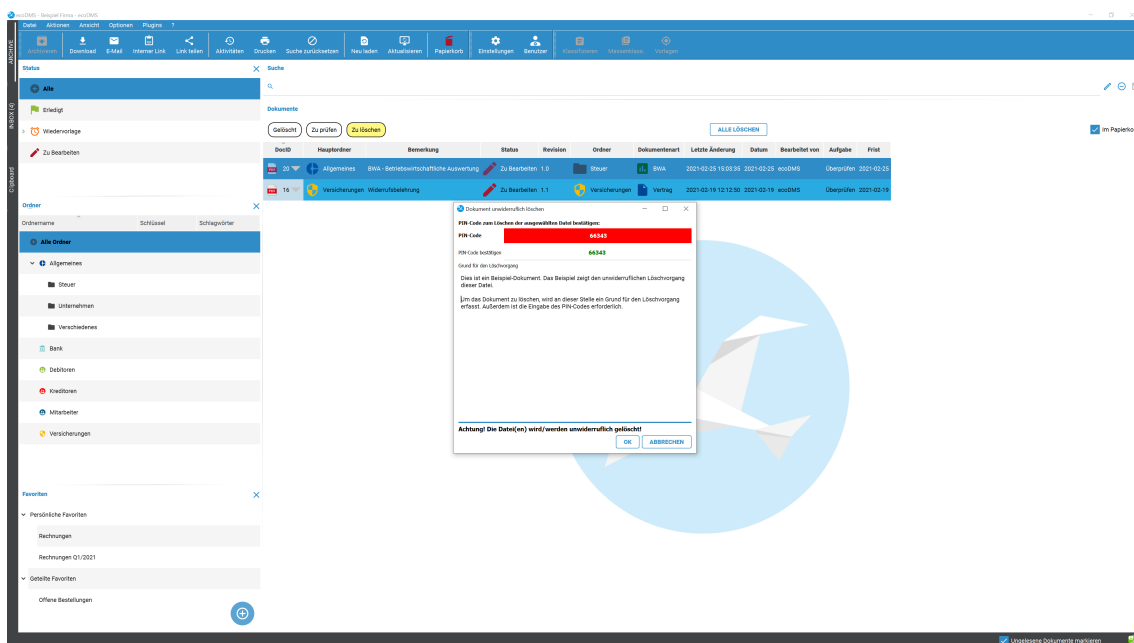 ecoDMS - Beispiel Firma - ecoDMS
Datei Aktionen Ansicht Optionen Plugins ?
Archivieren Download E-Mail Interner Link Link teilen Aktivitäten Drucken Suche zurücksetzen Neu laden Aktualisieren Papierkorb Einstellungen Benutzer Klassifizieren Massenklass. Vorlagen
ARCHIVE
INBOX (4)
Clipboard
Status
Alle
Erledigt
Wiedervorlage
Zu Bearbeiten
Ordner
Ordnername Schlüssel Schlagwörter
Alle Ordner
Allgemeines
Steuer
Unternehmen
Verschiedenes
Bank
Debitoren
Kreditoren
Mitarbeiter
Versicherungen
Favoriten
Persönliche Favoriten
Rechnungen
Rechnungen Q1/2021
Geteilte Favoriten
Offene Bestellungen
Suche
Dokumente
Gelöscht Zu prüfen Zu löschen ALLE LÖSCHEN Im Papierko
DocID Hauptordner Bemerkung Status Revision Ordner Dokumentenart Letzte Änderung Datum Bearbeitet von Aufgabe Frist
20 Allgemeines BWA - Betriebswirtschaftliche Auswertung Zu Bearbeiten 1.0 Steuer BWA 2021-02-25 15:03:35 2021-02-25 ecoDMS Überprüfen 2021-02-25
16 Versicherungen Widerrufsbelehrung Zu Bearbeiten 1.1 Versicherungen Vertrag 2021-02-19 12:12:50 2021-02-19 ecoDMS Überprüfen 2021-02-19
Dokument unwiderruflich löschen
PIN-Code zum Löschen der ausgewählten Datei bestätigen:
PIN-Code 66343
PIN-Code bestätigen 66343
Grund für den Löschvorgang
Dies ist ein Beispiel-Dokument. Das Beispiel zeigt den unwiderruflichen Löschvorgang
dieser Datei.
Um das Dokument zu löschen, wird an dieser Stelle ein Grund für den Löschvorgang
erfasst. Außerdem ist die Eingabe des PIN-Codes erforderlich.
Achtung! Die Datei(en) wird/werden unwiderruflich gelöscht!
OK ABBRECHEN
Ungelesene Dokumente markieren